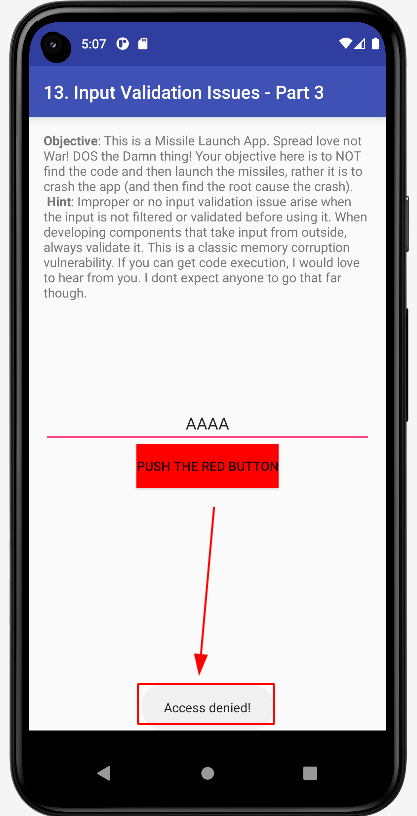 5:07
13. Input Validation Issues - Part 3
Objective: This is a Missile Launch App. Spread love not
War! DOS the Damn thing! Your objective here is to NOT
find the code and then launch the missiles, rather it is to
crash the app (and then find the root cause the crash).
Hint: Improper or no input validation issue arise when
the input is not filtered or validated before using it. When
developing components that take input from outside,
always validate it. This is a classic memory corruption
vulnerability. If you can get code execution, I would love
to hear from you. I dont expect anyone to go that far
though.
AAAA
PUSH THE RED BUTTON
Access denied!